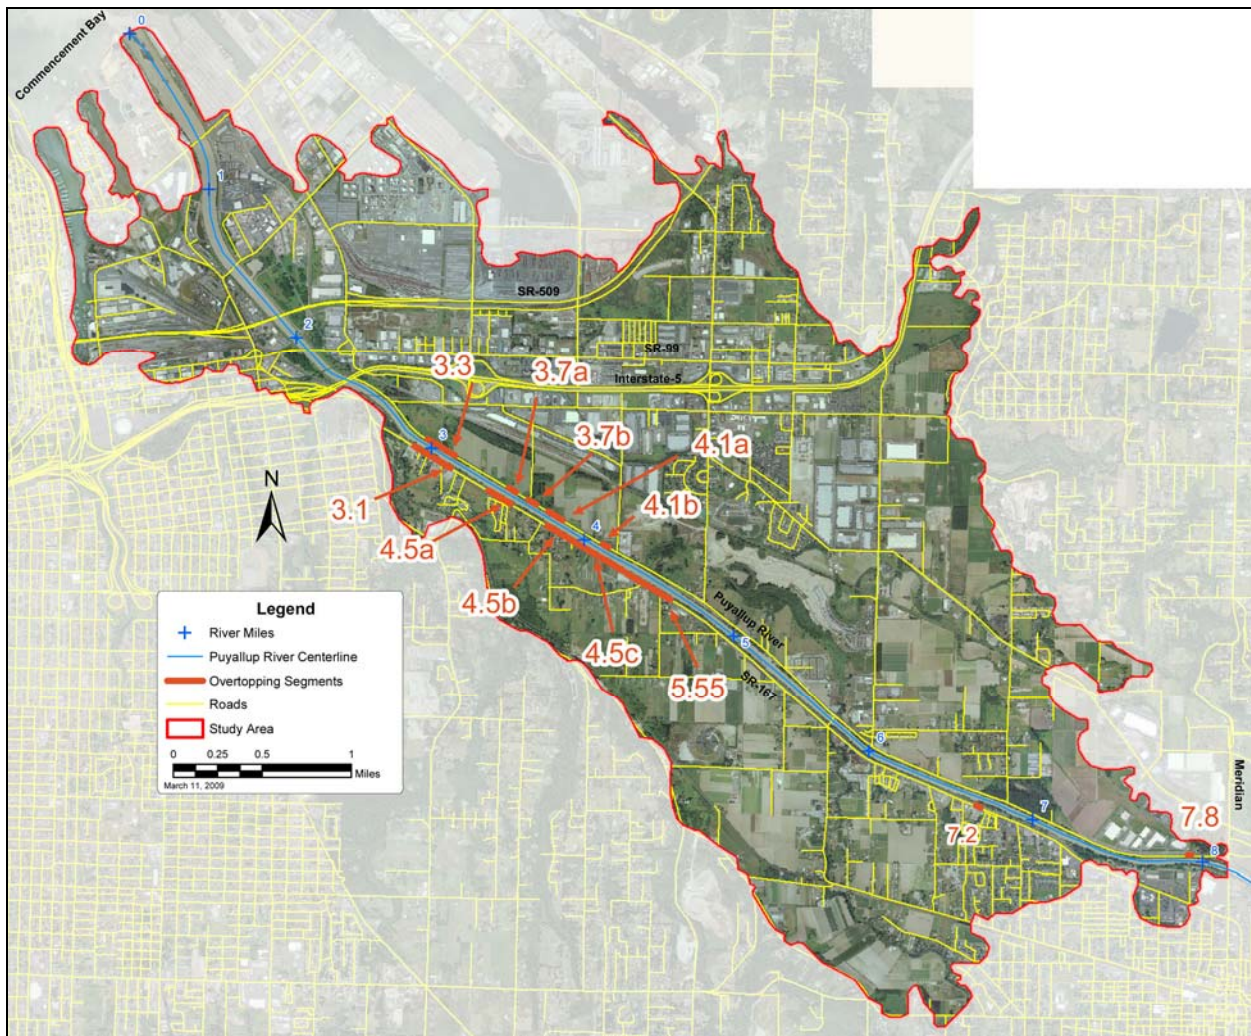 Commencement Bay
0
1
2
SR-509
SR-99
Interstate-5
3.3
3.7a
3.7b
4.1a
3
N
3.1
4.5a
4
4.1b
4.5b
4.5c
5.55
Puyallup River
5
SR-167
6
7
7.2
7.8
8
Meridian
Legend
River Miles
Puyallup River Centerline
Overtopping Segments
Roads
Study Area
0 0.25 0.5 1
Miles
March 11, 2009